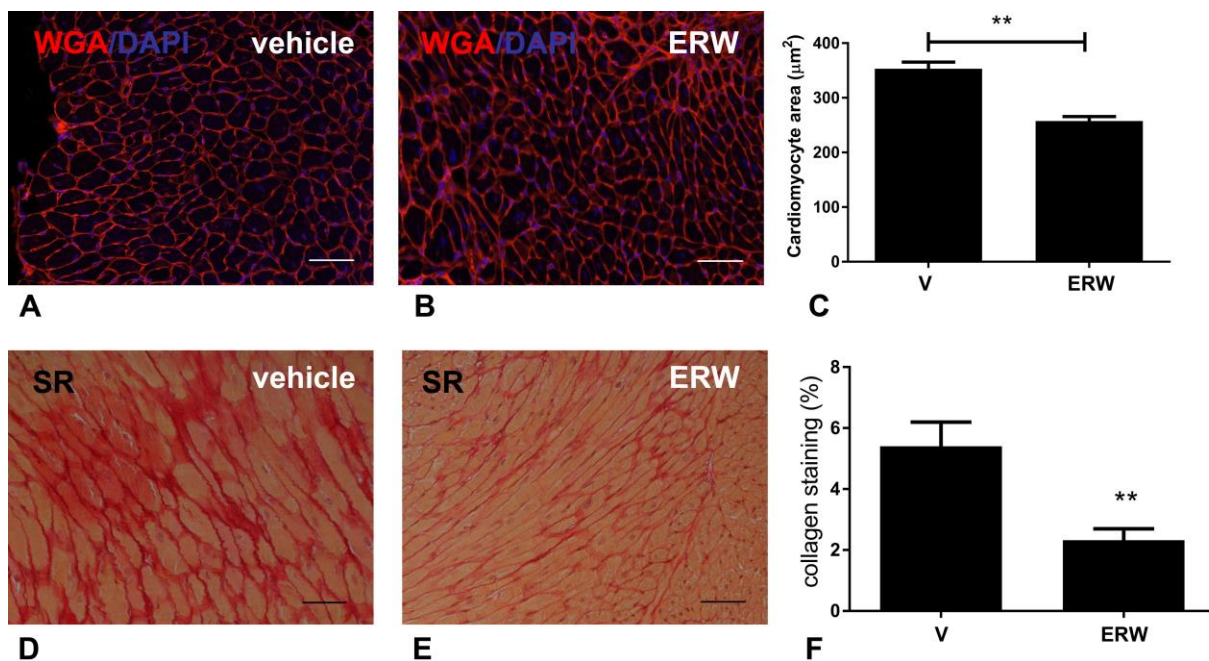 WGA/DAPI vehicle
A
WGA/DAPI ERW
B
**
Cardiomyocyte area (µm²)
400
300
200
100
0
V ERW
C
SR vehicle
D
SR ERW
E
collagen staining (%)
8
6
4
2
0
**
V ERW
F